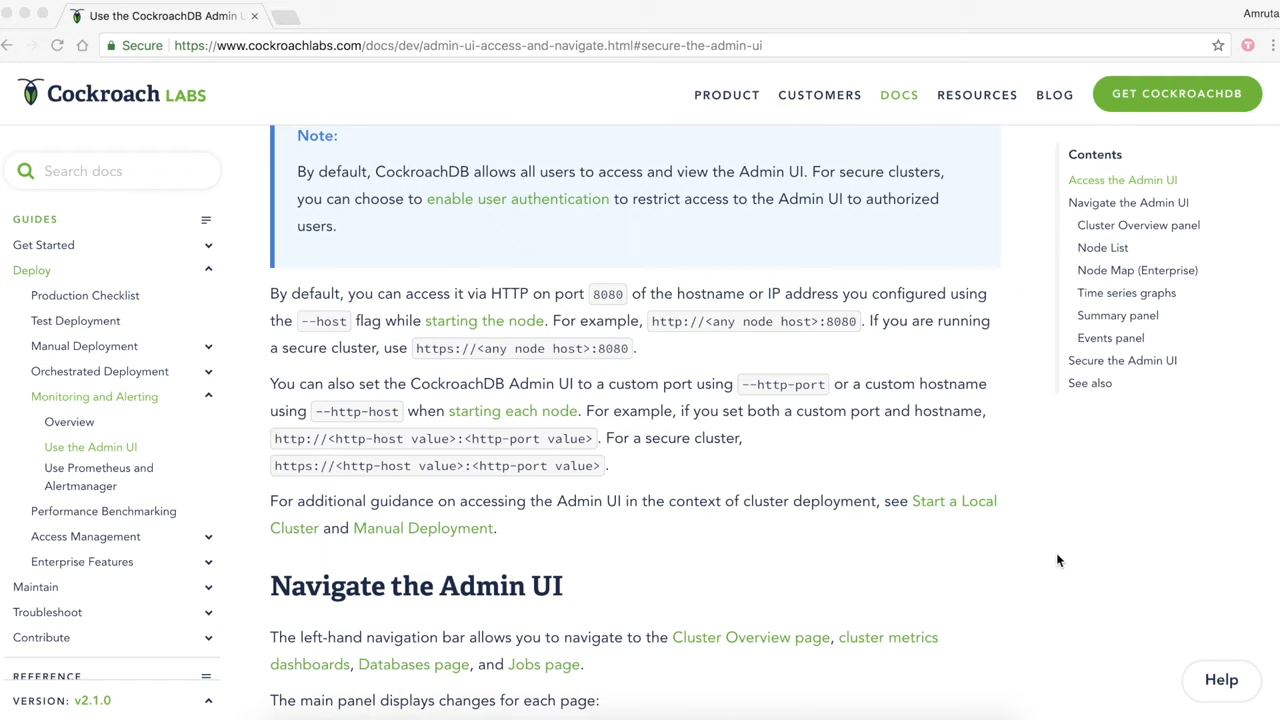 Use the CockroachDB Admin U
Amruta
Secure https://www.cockroachlabs.com/docs/dev/admin-ui-access-and-navigate.html#secure-the-admin-ui
Cockroach LABS
PRODUCT CUSTOMERS DOCS RESOURCES BLOG GET COCKROACHDB
Search docs
GUIDES
Get Started
Deploy
Production Checklist
Test Deployment
Manual Deployment
Orchestrated Deployment
Monitoring and Alerting
Overview
Use the Admin UI
Use Prometheus and
Alertmanager
Performance Benchmarking
Access Management
Enterprise Features
Maintain
Troubleshoot
Contribute
REFERENCE
VERSION: v2.1.0
Note:
By default, CockroachDB allows all users to access and view the Admin UI. For secure clusters,
you can choose to enable user authentication to restrict access to the Admin UI to authorized
users.
By default, you can access it via HTTP on port 8080 of the hostname or IP address you configured using
the --host flag while starting the node. For example, http://<any node host>:8080. If you are running
a secure cluster, use https://<any node host>:8080.
You can also set the CockroachDB Admin UI to a custom port using --http-port or a custom hostname
using --http-host when starting each node. For example, if you set both a custom port and hostname,
http://<http-host value>:<http-port value>. For a secure cluster,
https://<http-host value>:<http-port value>.
For additional guidance on accessing the Admin UI in the context of cluster deployment, see Start a Local
Cluster and Manual Deployment.
Navigate the Admin UI
The left-hand navigation bar allows you to navigate to the Cluster Overview page, cluster metrics
dashboards, Databases page, and Jobs page.
The main panel displays changes for each page:
Contents
Access the Admin UI
Navigate the Admin UI
Cluster Overview panel
Node List
Node Map (Enterprise)
Time series graphs
Summary panel
Events panel
Secure the Admin UI
See also
Help